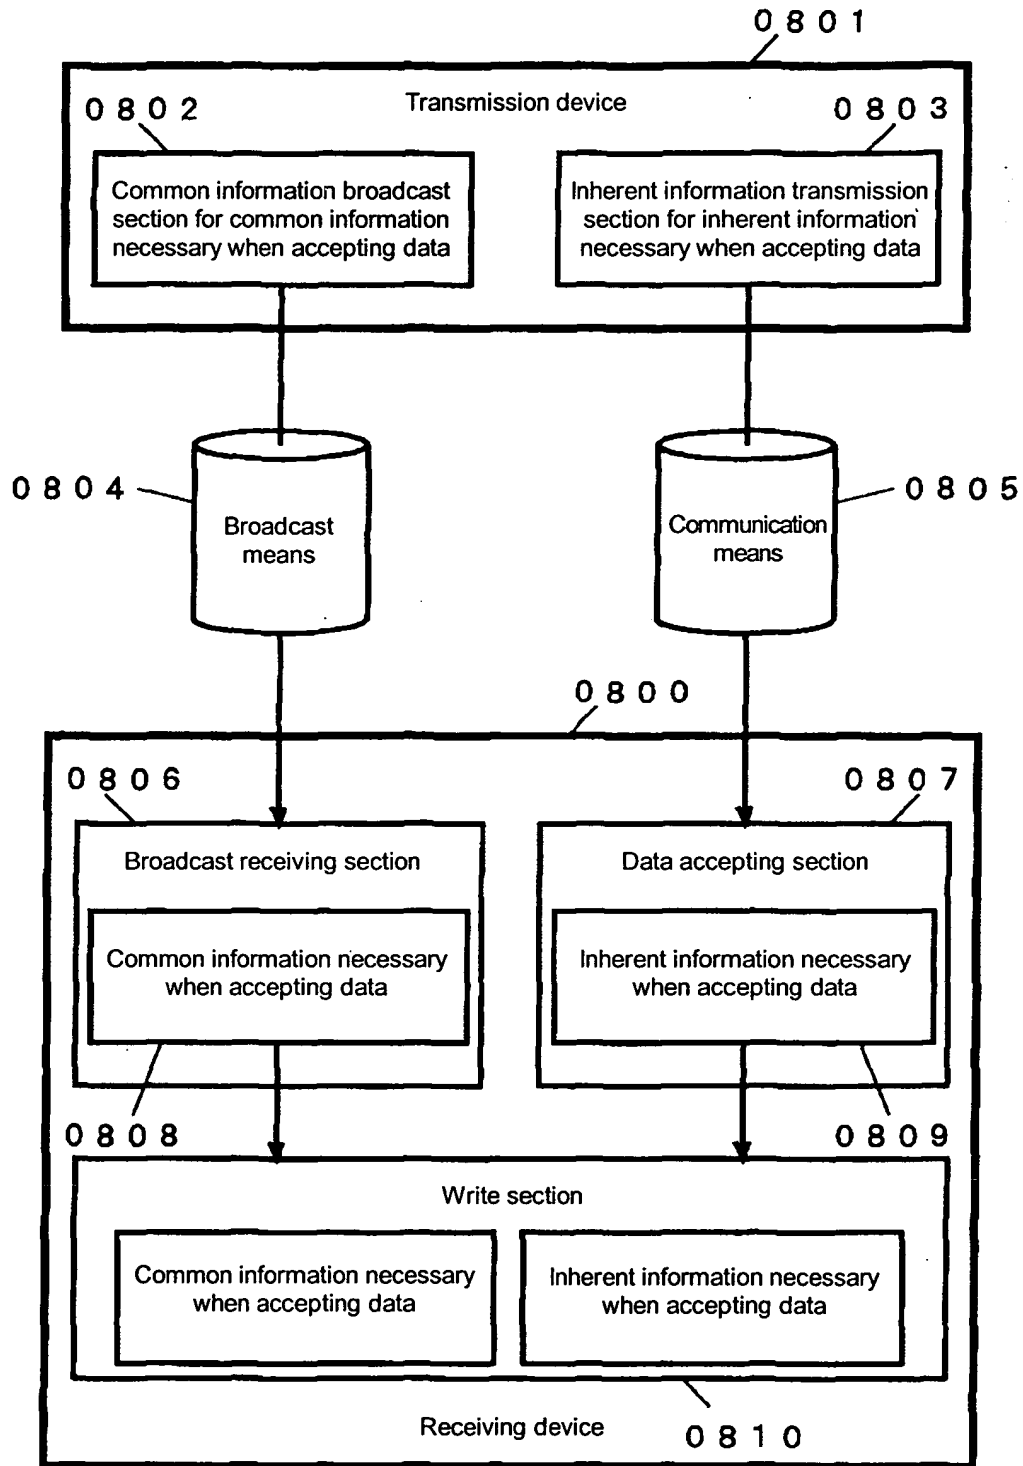 0801
Transmission device
0802
0803
Common information broadcast
section for common information
necessary when accepting data
Inherent information transmission
section for inherent information
necessary when accepting data
0804
Broadcast
means
Communication
means
0805
0800
0806
0807
Broadcast receiving section
Data accepting section
Common information necessary
when accepting data
Inherent information necessary
when accepting data
0808
0809
Write section
Common information necessary
when accepting data
Inherent information necessary
when accepting data
Receiving device
0810